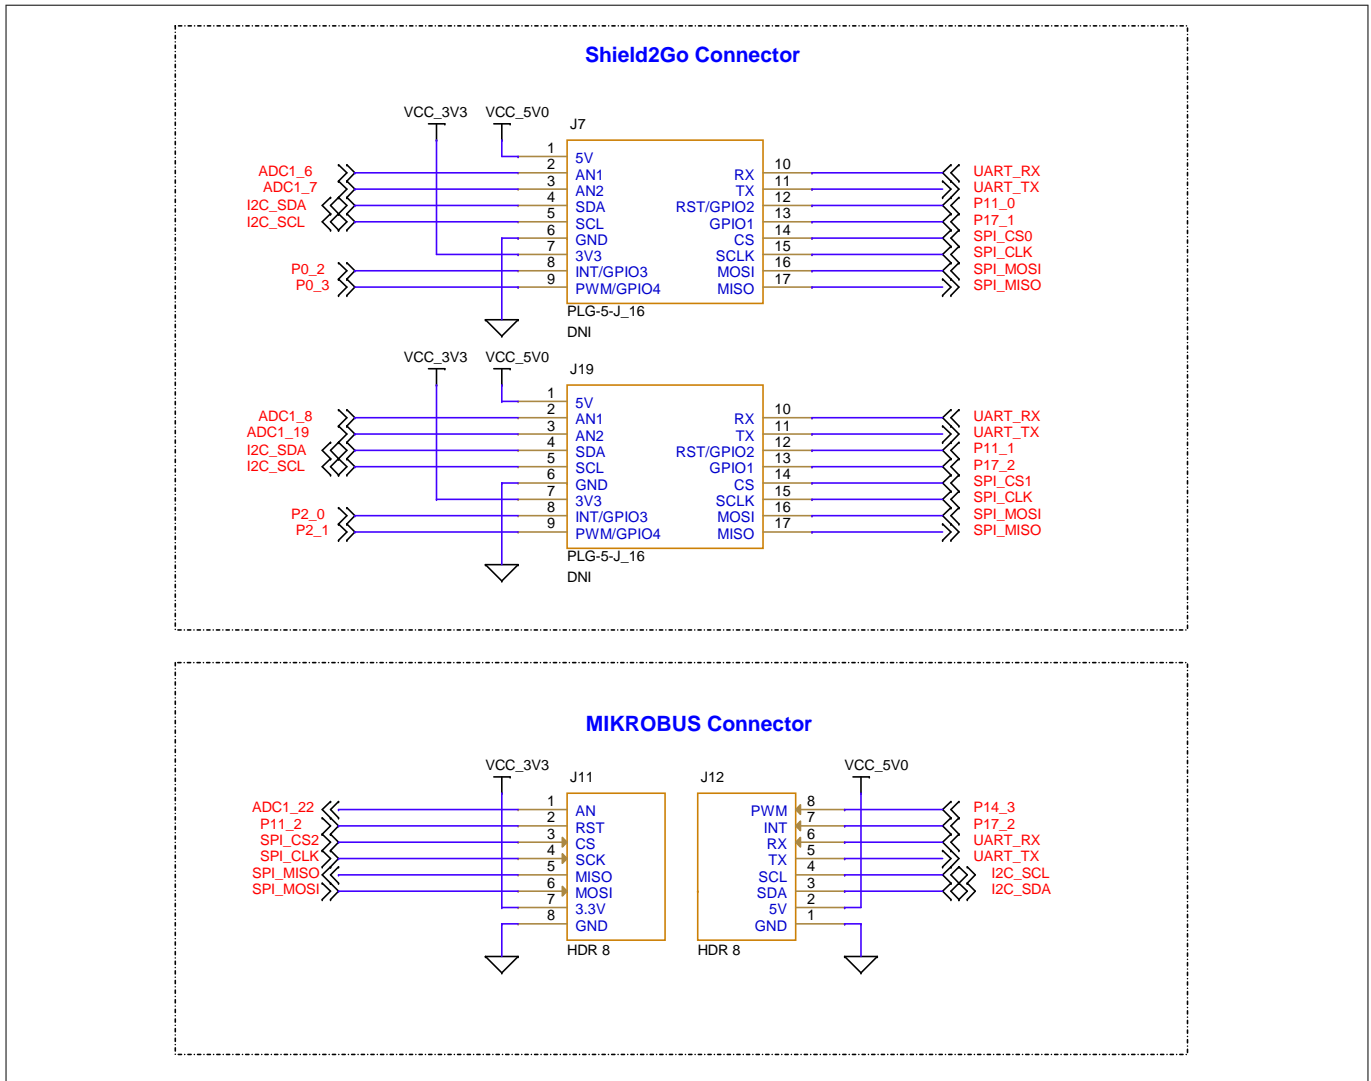 Shield2Go Connector
VCC_3V3 VCC_5V0
J7
ADC1_6
ADC1_7
I2C_SDA
I2C_SCL
P0_2
P0_3
1
2
3
4
5
6
7
8
9
5V
AN1
AN2
SDA
SCL
GND
3V3
INT/GPIO3
PWM/GPIO4
RX
TX
RST/GPIO2
GPIO1
CS
SCLK
MOSI
MISO
10
11
12
13
14
15
16
17
UART_RX
UART_TX
P11_0
P17_1
SPI_CS0
SPI_CLK
SPI_MOSI
SPI_MISO
PLG-5-J_16
DNI
VCC_3V3 VCC_5V0
J19
ADC1_8
ADC1_19
I2C_SDA
I2C_SCL
P2_0
P2_1
1
2
3
4
5
6
7
8
9
5V
AN1
AN2
SDA
SCL
GND
3V3
INT/GPIO3
PWM/GPIO4
RX
TX
RST/GPIO2
GPIO1
CS
SCLK
MOSI
MISO
10
11
12
13
14
15
16
17
UART_RX
UART_TX
P11_1
P17_2
SPI_CS1
SPI_CLK
SPI_MOSI
SPI_MISO
PLG-5-J_16
DNI
MIKROBUS Connector
VCC_3V3
J11
ADC1_22
P11_2
SPI_CS2
SPI_CLK
SPI_MISO
SPI_MOSI
1
2
3
4
5
6
7
8
AN
RST
CS
SCK
MISO
MOSI
3.3V
GND
HDR 8
J12
VCC_5V0
PWM
INT
RX
TX
SCL
SDA
5V
GND
8
7
6
5
4
3
2
1
P14_3
P17_2
UART_RX
UART_TX
I2C_SCL
I2C_SDA
HDR 8